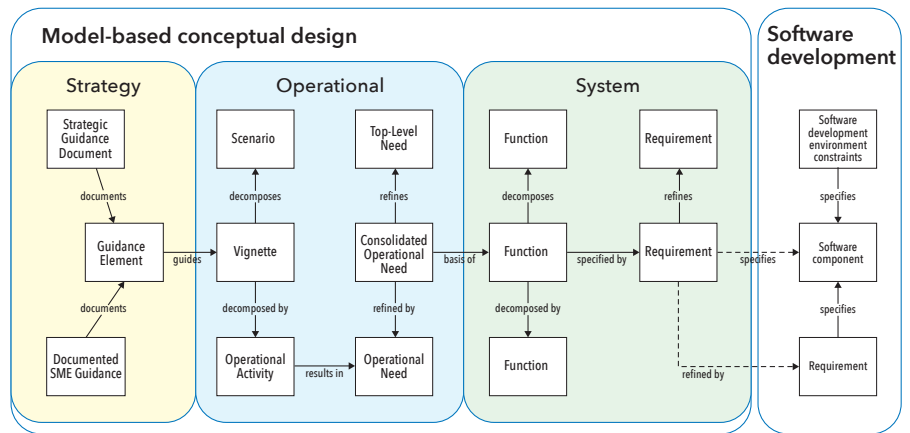 Model-based conceptual design
Software
development
Strategy
Operational
System
Strategic
Guidance
Document
documents
Guidance
Element
documents
Documented
SME Guidance
guides
Scenario
decomposes
Vignette
decomposed by
Operational
Activity
results in
Top-Level
Need
refines
Consolidated
Operational
Need
refined by
Operational
Need
basis of
Function
decomposes
Function
decomposed by
Function
specified by
Requirement
refines
Requirement
specifies
refined by
Software
development
environment
constraints
specifies
Software
component
specifies
Requirement